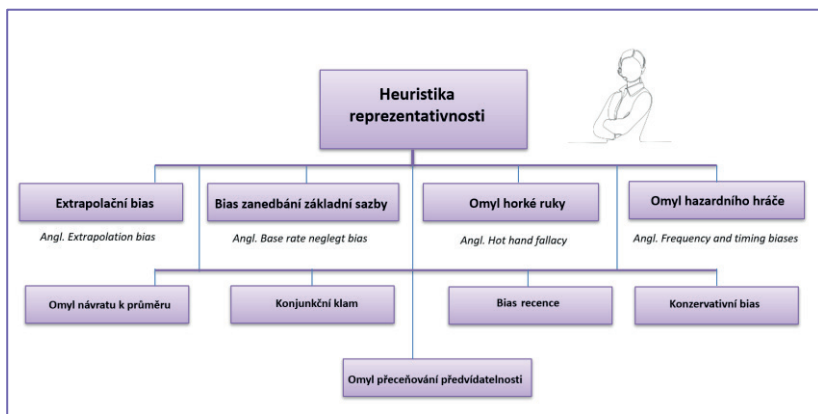 Heuristika
reprezentativnosti
Extrapolační bias
Bias zanedbání základní sazby
Omyl horké ruky
Omyl hazardního hráče
Angl. Extrapolation bias
Angl. Base rate neglegt bias
Angl. Hot hand fallacy
Angl. Frequency and timing biases
Omyl návratu k průměru
Konjunkční klam
Bias recence
Konzervativní bias
Omyl přeceňování předvídatelnosti